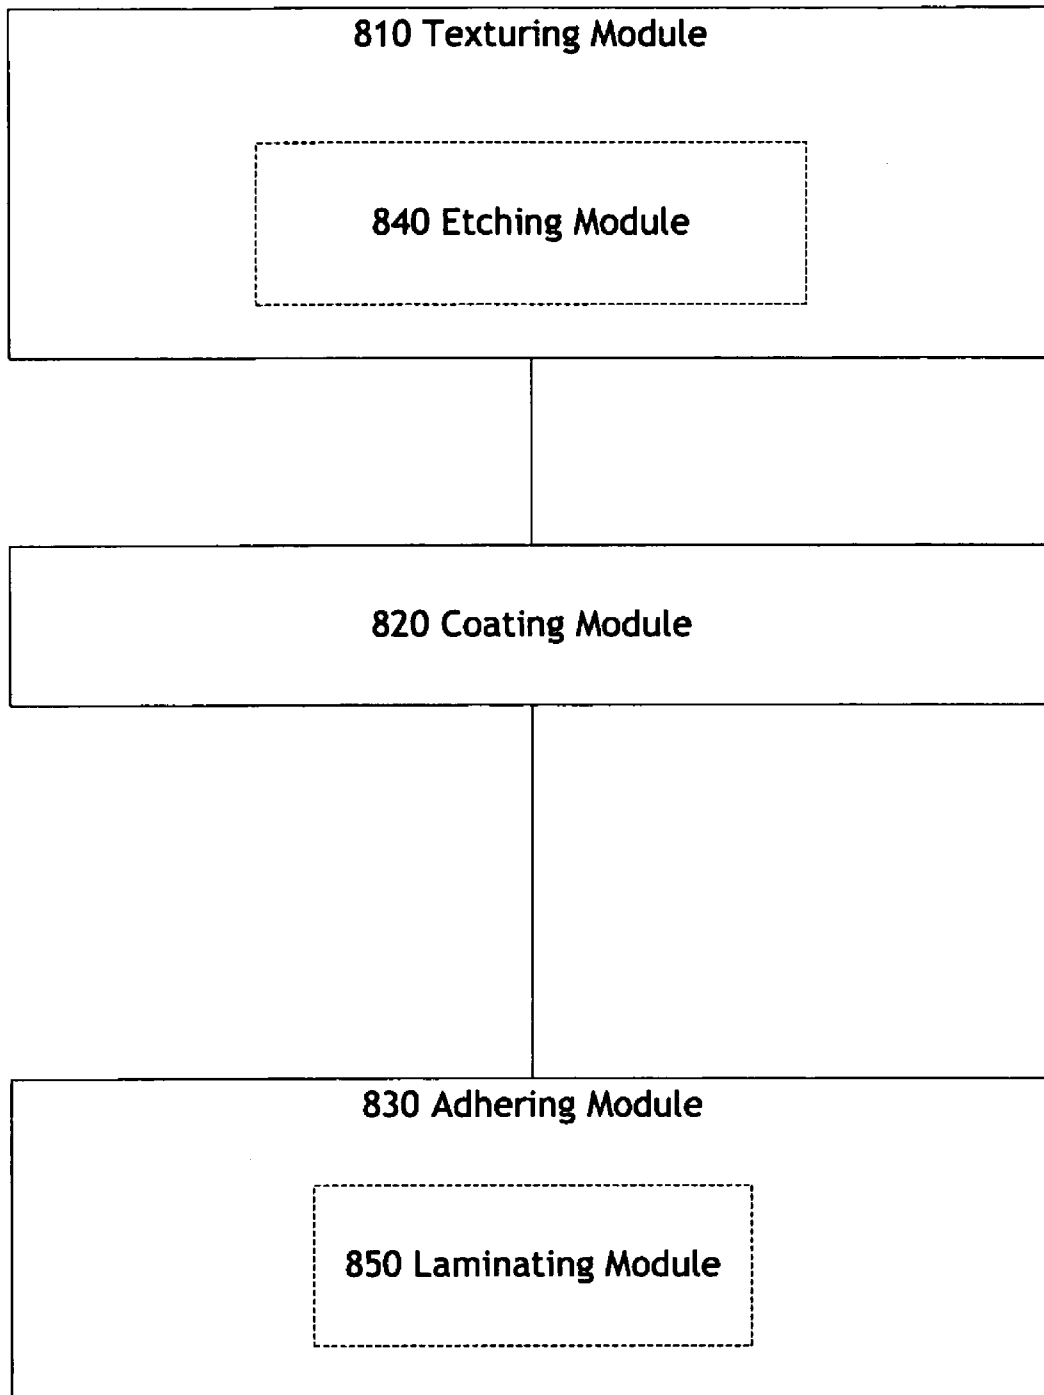 810 Texturing Module
840 Etching Module
820 Coating Module
830 Adhering Module
850 Laminating Module